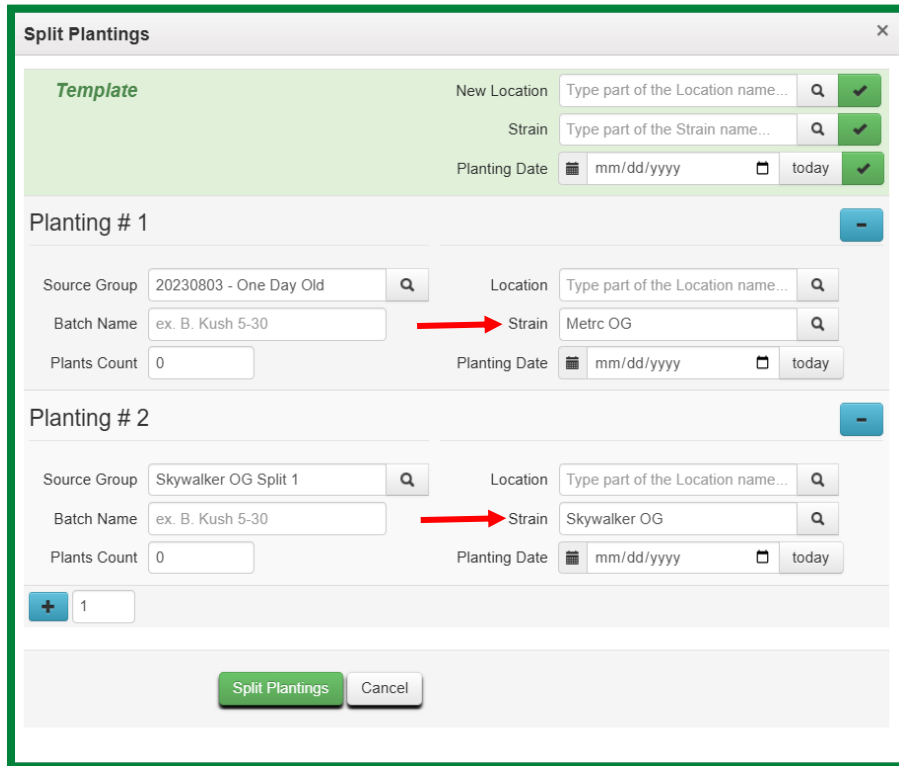 Split Plantings ×
Template New Location Type part of the Location name...
Strain Type part of the Strain name...
Planting Date mm/dd/yyyy today
Planting # 1
Source Group 20230803 - One Day Old Location Type part of the Location name...
Batch Name ex. B. Kush 5-30 Strain Metrc OG
Plants Count 0 Planting Date mm/dd/yyyy today
Planting # 2
Source Group Skywalker OG Split 1 Location Type part of the Location name...
Batch Name ex. B. Kush 5-30 Strain Skywalker OG
Plants Count 0 Planting Date mm/dd/yyyy today
1
Split Plantings Cancel